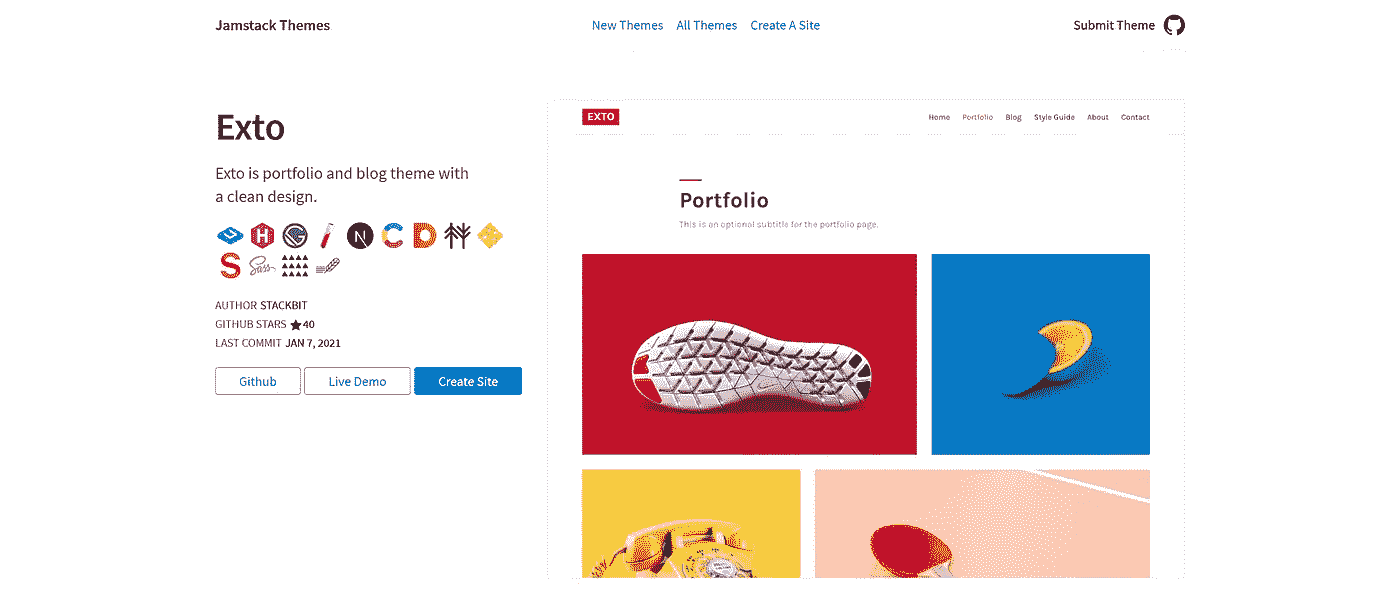 Jamstack Themes
New Themes All Themes Create A Site
Submit Theme
Exto
Exto is portfolio and blog theme with
a clean design.
AUTHOR STACKBIT
GITHUB STARS ★40
LAST COMMIT JAN 7, 2021
Github Live Demo Create Site
EXTO
Home Portfolio Blog Style Guide About Contact
Portfolio
This is an optional subtitle for the portfolio page.